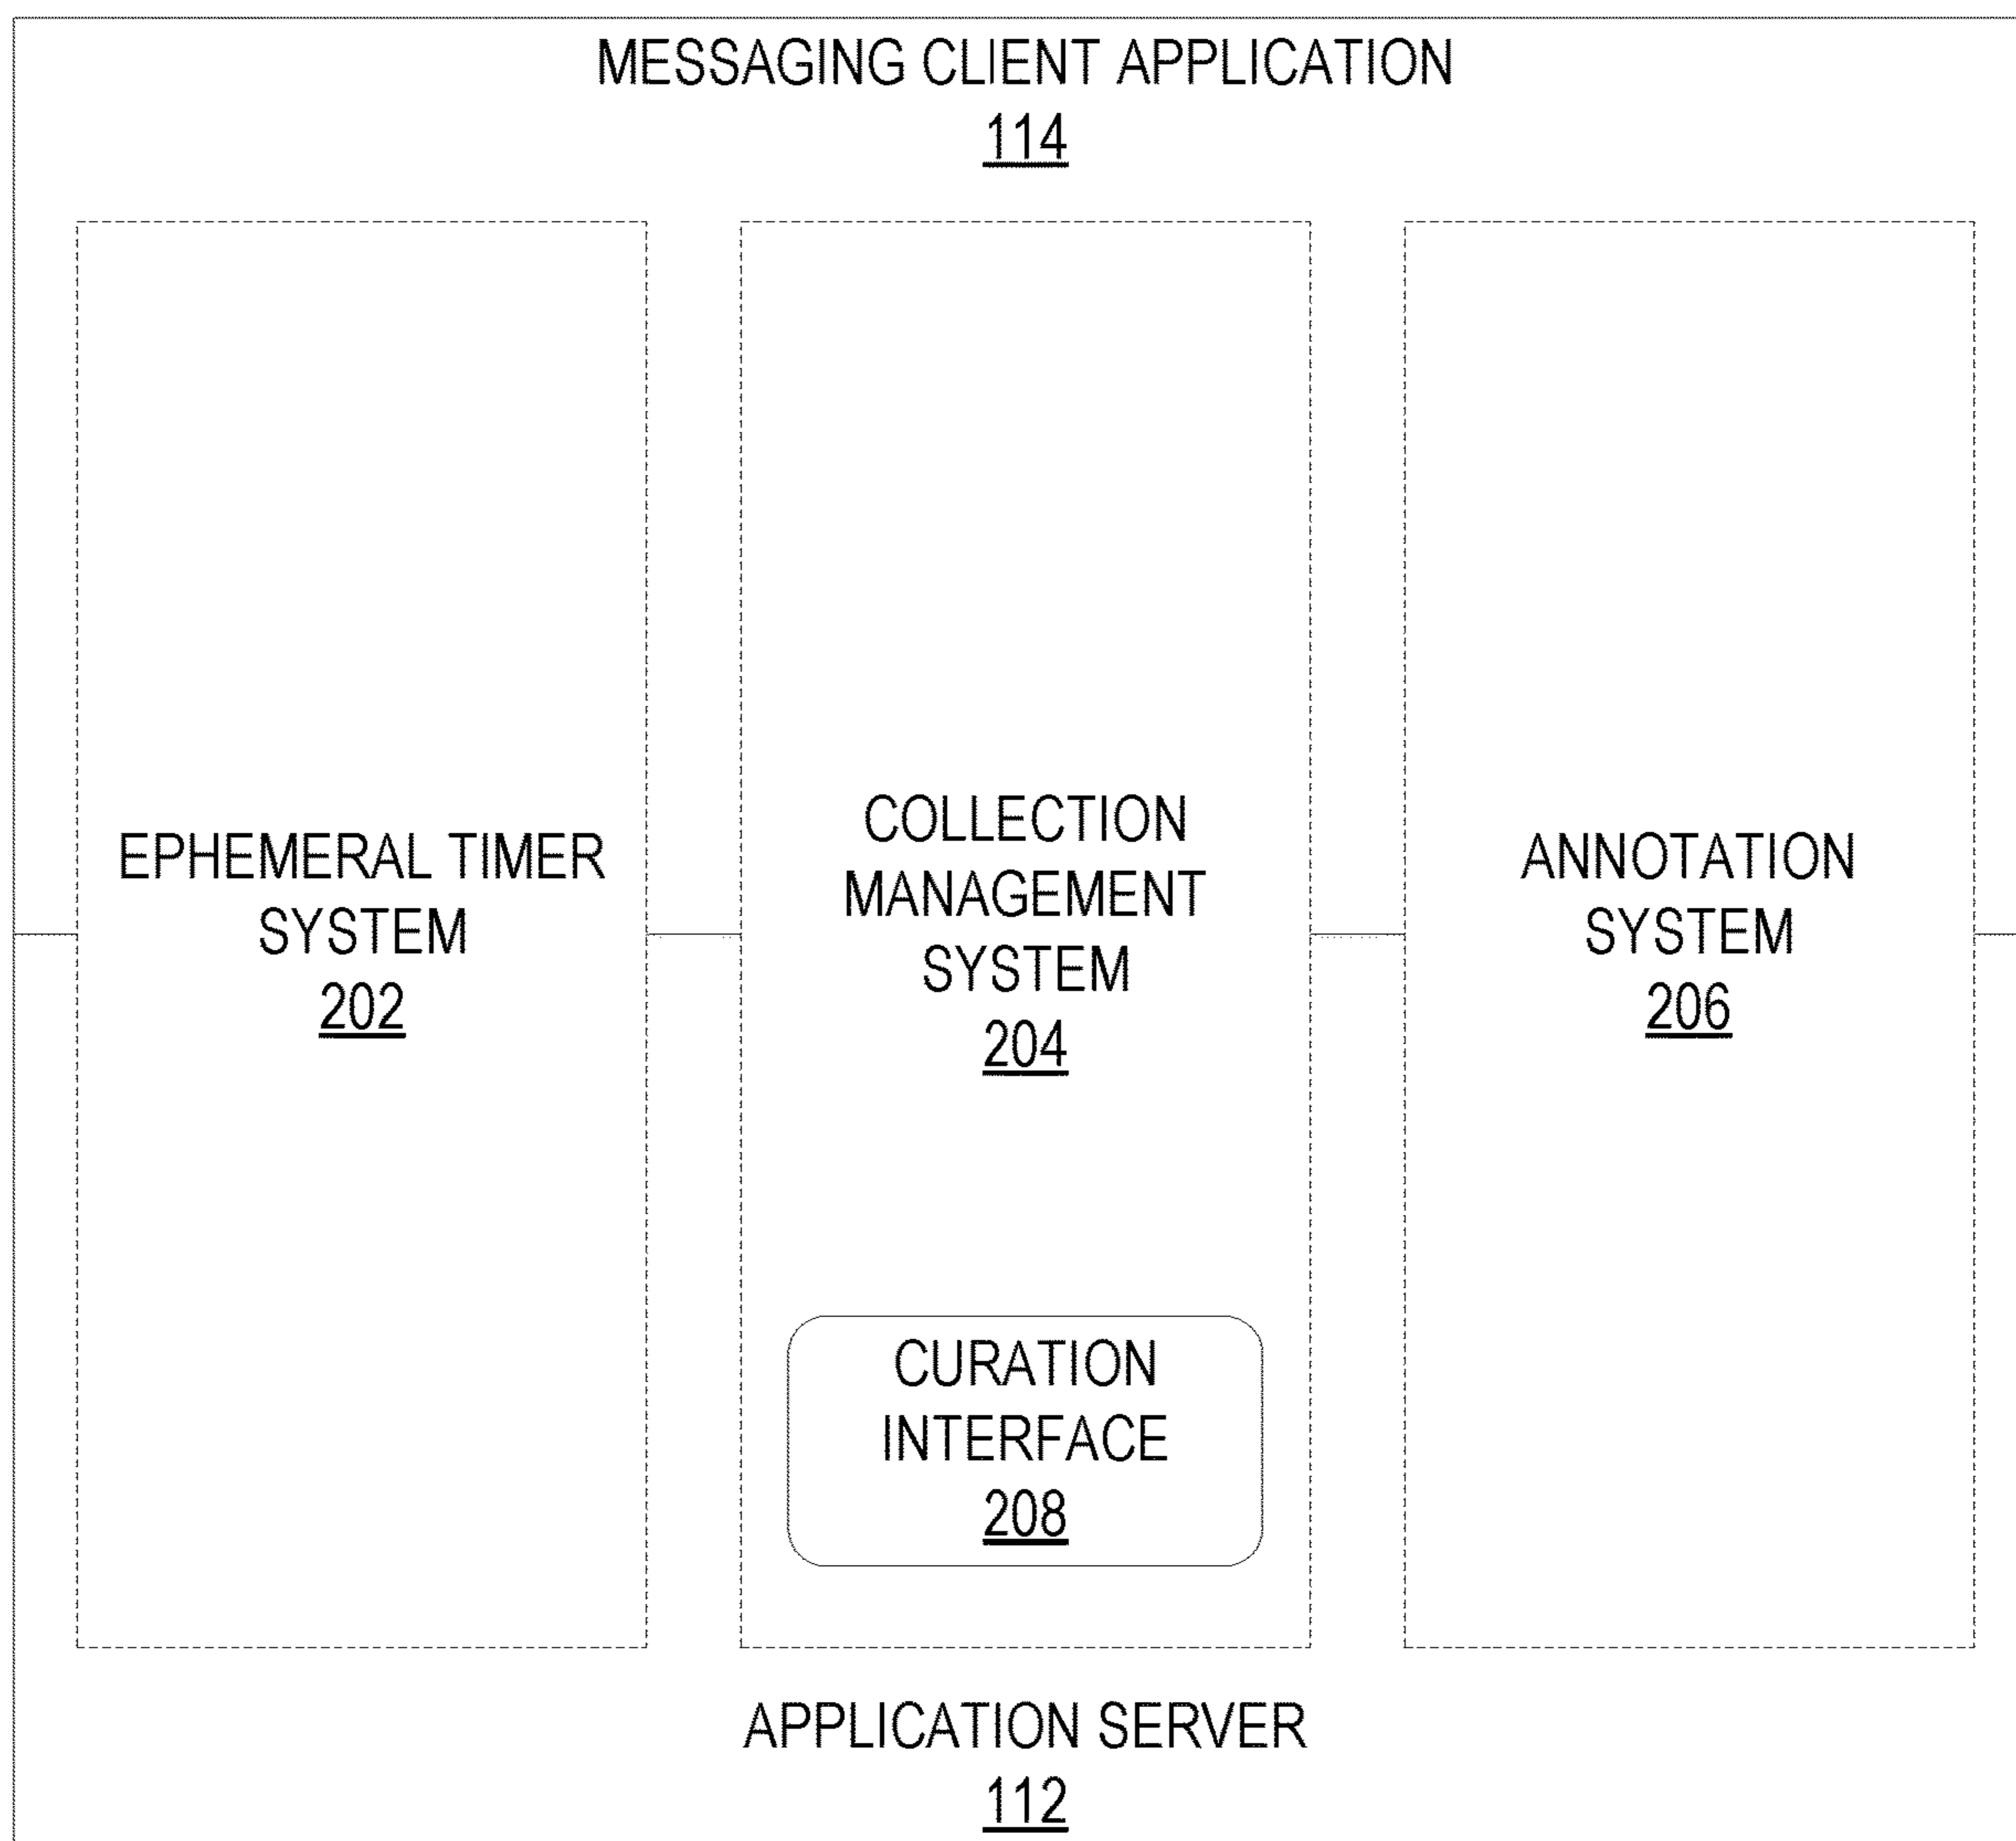 MESSAGING CLIENT APPLICATION
114
EPHEMERAL TIMER
SYSTEM
202
COLLECTION
MANAGEMENT
SYSTEM
204
ANNOTATION
SYSTEM
206
CURATION
INTERFACE
208
APPLICATION SERVER
112